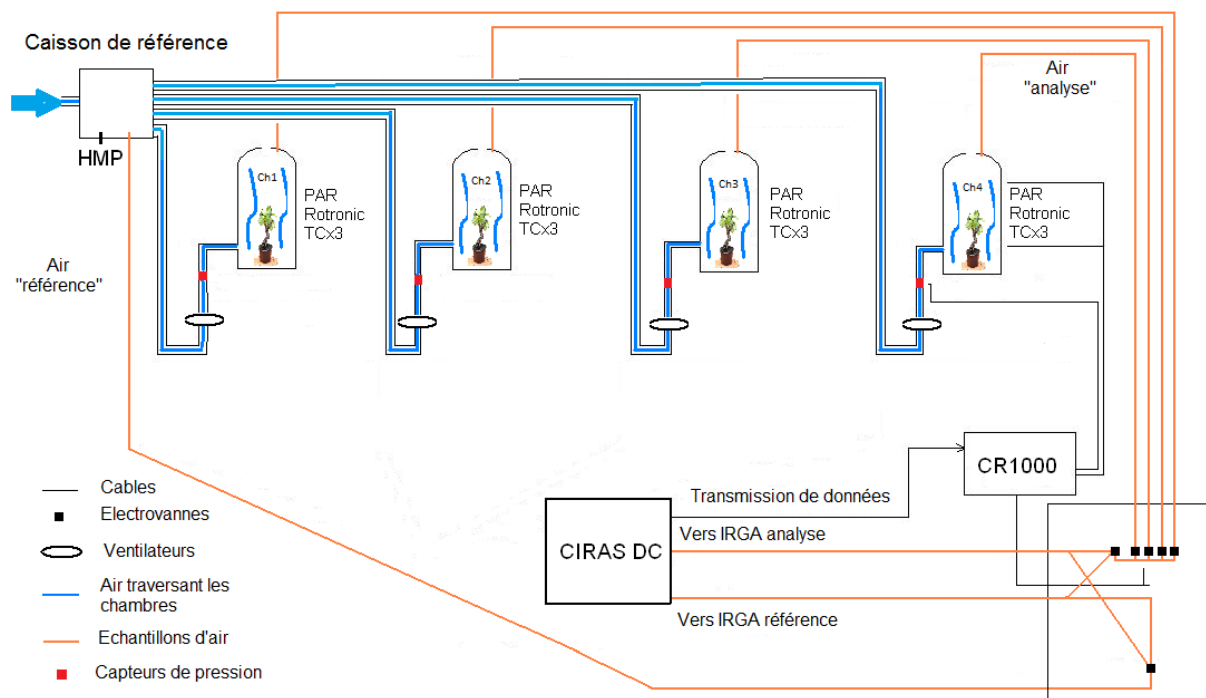 Caisson de référence
HMP
Air
"référence"
Ch1
PAR
Rotronic
TCx3
Ch2
PAR
Rotronic
TCx3
Ch3
PAR
Rotronic
TCx3
Ch4
PAR
Rotronic
TCx3
Air
"analyse"
CR1000
Transmission de données
CIRAS DC
Vers IRGA analyse
Vers IRGA référence
Cables
Electrovannes
Ventilateurs
Air traversant les
chambres
Echantillons d'air
Capteurs de pression